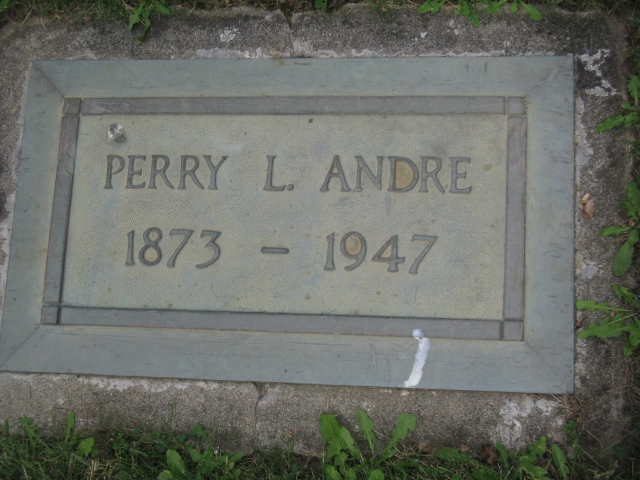 PERRY L. ANDRE
1873 - 1947